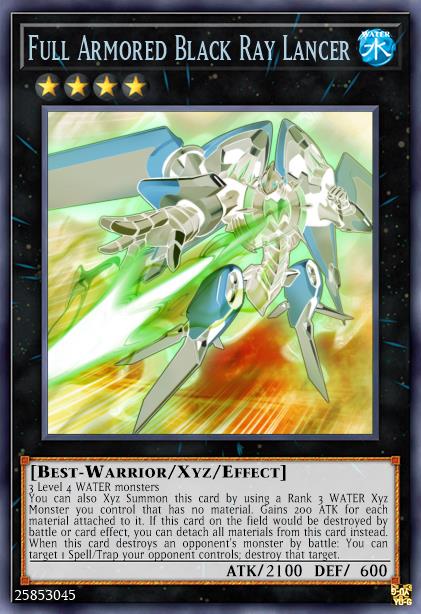 FULL ARMORED BLACK RAY LANCER
WATER
水
[BEST-WARRIOR/XYZ/EFFECT]
3 Level 4 WATER monsters
You can also Xyz Summon this card by using a Rank 3 WATER Xyz
Monster you control that has no material. Gains 200 ATK for each
material attached to it. If this card on the field would be destroyed by
battle or card effect, you can detach all materials from this card instead.
When this card destroys an opponent's monster by battle: You can
target 1 Spell/Trap your opponent controls; destroy that target.
ATK/2100 DEF/ 600
25853045